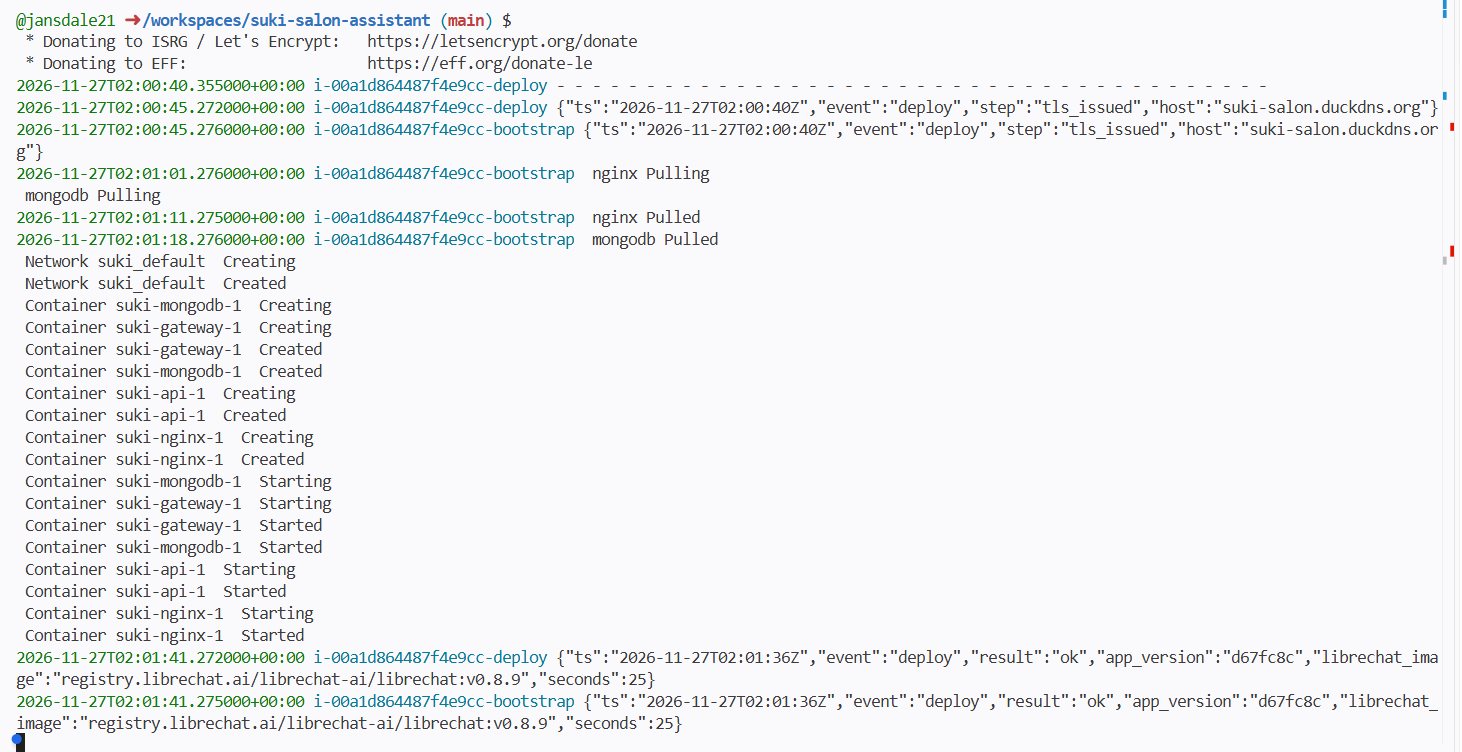 @jansdale21 ➜/workspaces/suki-salon-assistant (main) $
 * Donating to ISRG / Let's Encrypt:   https://letsencrypt.org/donate
 * Donating to EFF:                    https://eff.org/donate-le
2026-11-27T02:00:40.355000+00:00 i-00a1d864487f4e9cc-deploy - - - - - - - - - - - - - - - - - - - - - - - - - - - - - - - - - - - - - - - -
2026-11-27T02:00:45.272000+00:00 i-00a1d864487f4e9cc-deploy {"ts":"2026-11-27T02:00:40Z","event":"deploy","step":"tls_issued","host":"suki-salon.duckdns.org"}
2026-11-27T02:00:45.276000+00:00 i-00a1d864487f4e9cc-bootstrap {"ts":"2026-11-27T02:00:40Z","event":"deploy","step":"tls_issued","host":"suki-salon.duckdns.or
g"}
2026-11-27T02:01:01.276000+00:00 i-00a1d864487f4e9cc-bootstrap  nginx Pulling
 mongodb Pulling
2026-11-27T02:01:11.275000+00:00 i-00a1d864487f4e9cc-bootstrap  nginx Pulled
2026-11-27T02:01:18.276000+00:00 i-00a1d864487f4e9cc-bootstrap  mongodb Pulled
 Network suki_default  Creating
 Network suki_default  Created
 Container suki-mongodb-1  Creating
 Container suki-gateway-1  Creating
 Container suki-gateway-1  Created
 Container suki-mongodb-1  Created
 Container suki-api-1  Creating
 Container suki-api-1  Created
 Container suki-nginx-1  Creating
 Container suki-nginx-1  Created
 Container suki-mongodb-1  Starting
 Container suki-gateway-1  Starting
 Container suki-gateway-1  Started
 Container suki-mongodb-1  Started
 Container suki-api-1  Starting
 Container suki-api-1  Started
 Container suki-nginx-1  Starting
 Container suki-nginx-1  Started
2026-11-27T02:01:41.272000+00:00 i-00a1d864487f4e9cc-deploy {"ts":"2026-11-27T02:01:36Z","event":"deploy","result":"ok","app_version":"d67fc8c","librechat_ima
ge":"registry.librechat.ai/librechat-ai/librechat:v0.8.9","seconds":25}
2026-11-27T02:01:41.275000+00:00 i-00a1d864487f4e9cc-bootstrap {"ts":"2026-11-27T02:01:36Z","event":"deploy","result":"ok","app_version":"d67fc8c","librechat_
image":"registry.librechat.ai/librechat-ai/librechat:v0.8.9","seconds":25}